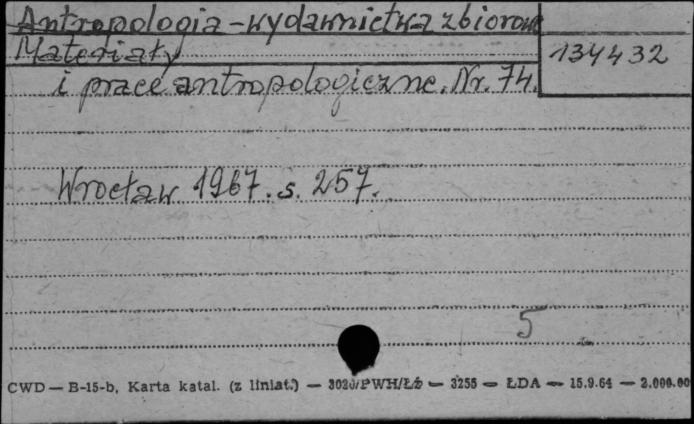 Antropologia - wydawnictwa zbiorowe
134432
Materiały
i prace antropologiczne. Nr. 74.
Wrocław 1967. s. 257.
5
CWD — B-15-b, Karta katal. (z liniat.) — 3020/PWH/Łź — 3255 — ŁDA — 15.9.64 — 2.000.00